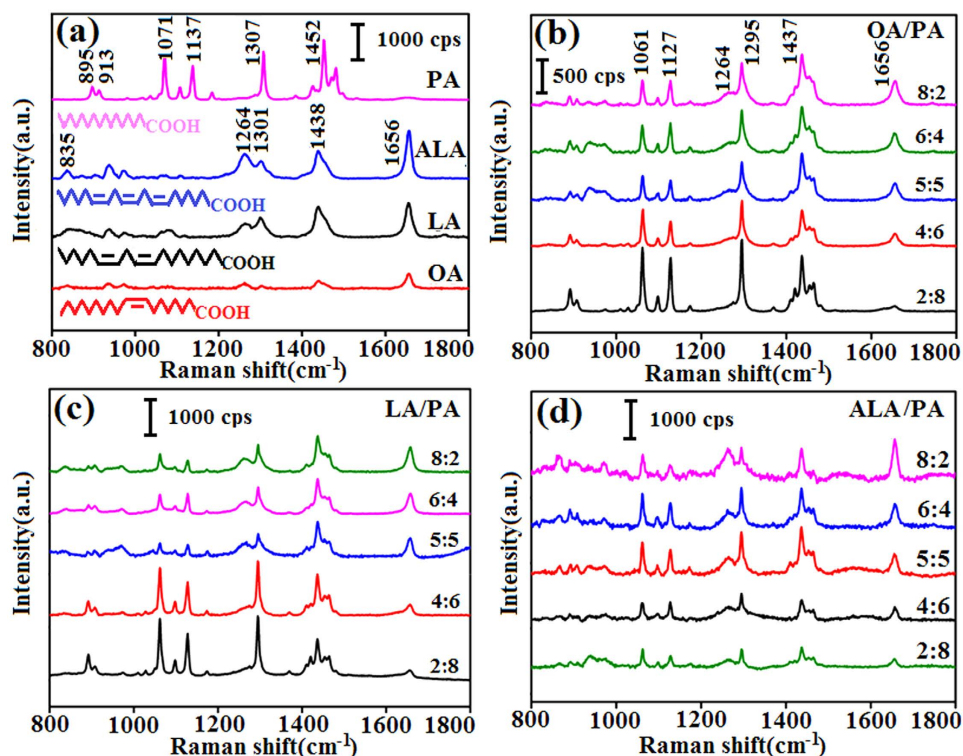 (a)
895
913
1071
1137
1307
1452
1000 cps
PA
COOH
835
1264
1301
1438
1656
ALA
COOH
LA
COOH
OA
COOH
Intensity(a.u.)
800 1000 1200 1400 1600 1800
Raman shift(cm-1)
(b)
OA/PA
500 cps
1061
1127
1264
1295
1437
1656
8:2
6:4
5:5
4:6
2:8
Intensity(a.u.)
800 1000 1200 1400 1600 1800
Raman shift(cm-1)
(c)
1000 cps
LA/PA
8:2
6:4
5:5
4:6
2:8
Intensity(a.u.)
800 1000 1200 1400 1600 1800
Raman shift(cm-1)
(d)
1000 cps
ALA/PA
8:2
6:4
5:5
4:6
2:8
Intensity(a.u.)
800 1000 1200 1400 1600 1800
Raman shift(cm-1)